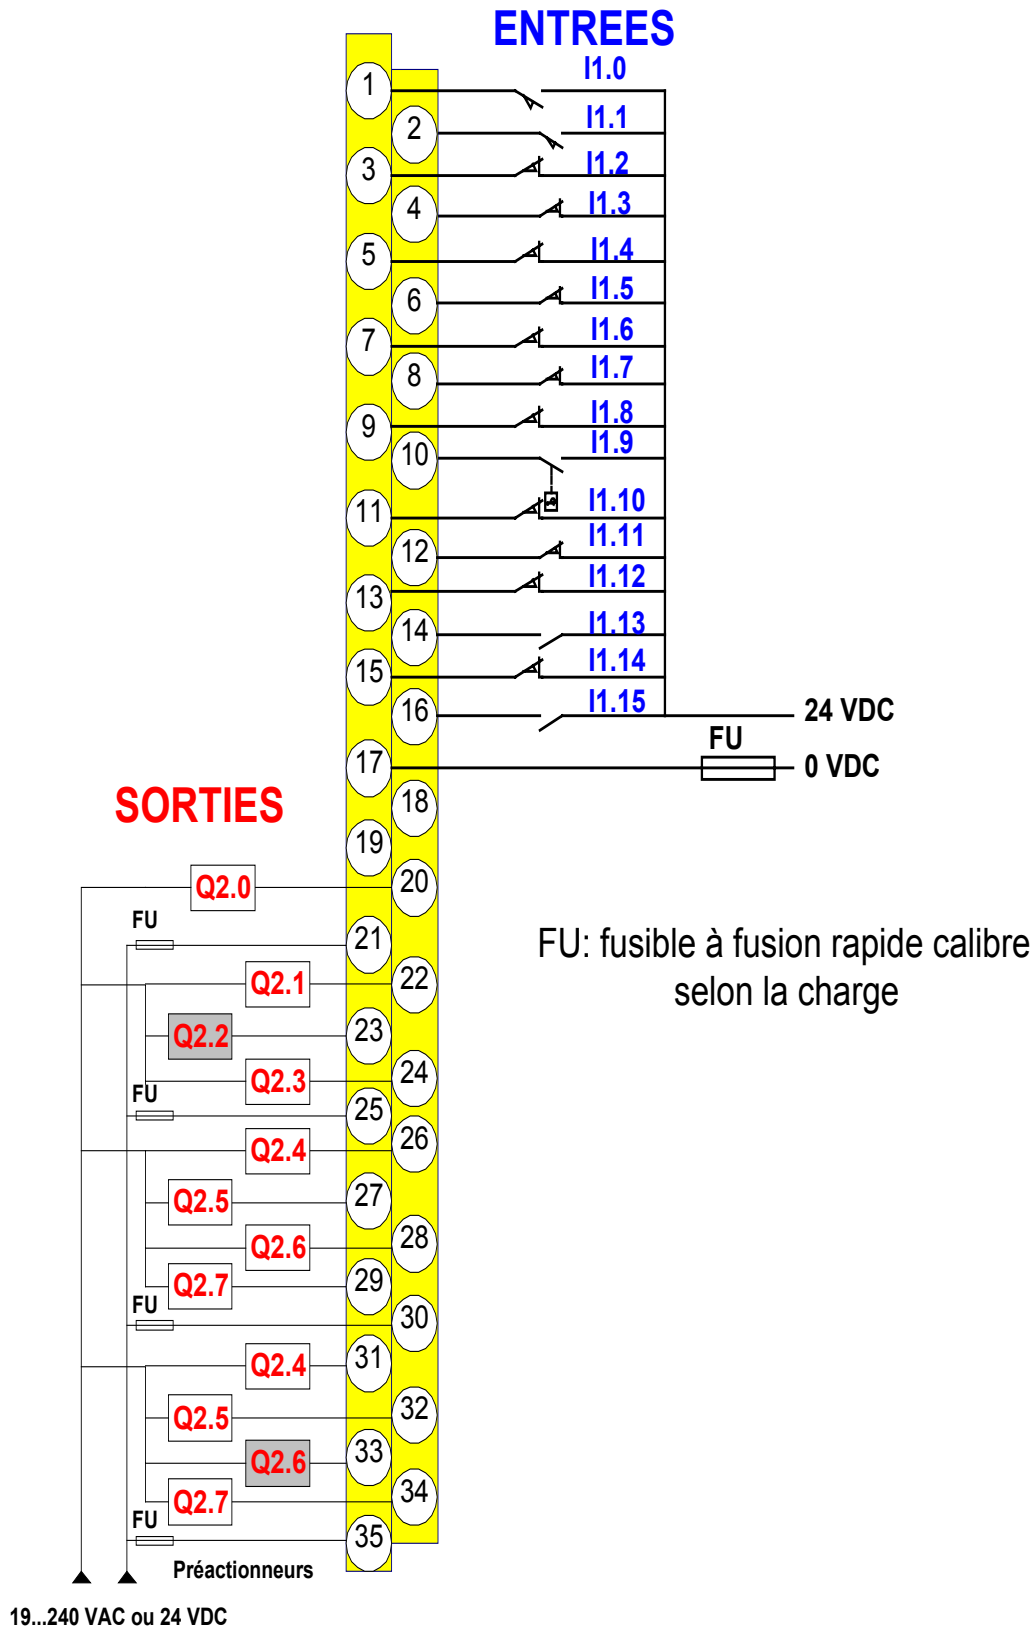 ENTREES
1 I1.0
2 I1.1
3 I1.2
4 I1.3
5 I1.4
6 I1.5
7 I1.6
8 I1.7
9 I1.8
10 I1.9
11 I1.10
12 I1.11
13 I1.12
14 I1.13
15 I1.14
16 I1.15
24 VDC
FU
17 0 VDC
SORTIES
18
19
Q2.0 20
FU 21
Q2.1 22
Q2.2 23
Q2.3 24
FU 25
Q2.4 26
Q2.5 27
Q2.6 28
Q2.7 29
FU 30
Q2.4 31
Q2.5 32
Q2.6 33
Q2.7 34
FU 35
Préactionneurs
19...240 VAC ou 24 VDC
FU: fusible à fusion rapide calibre
selon la charge